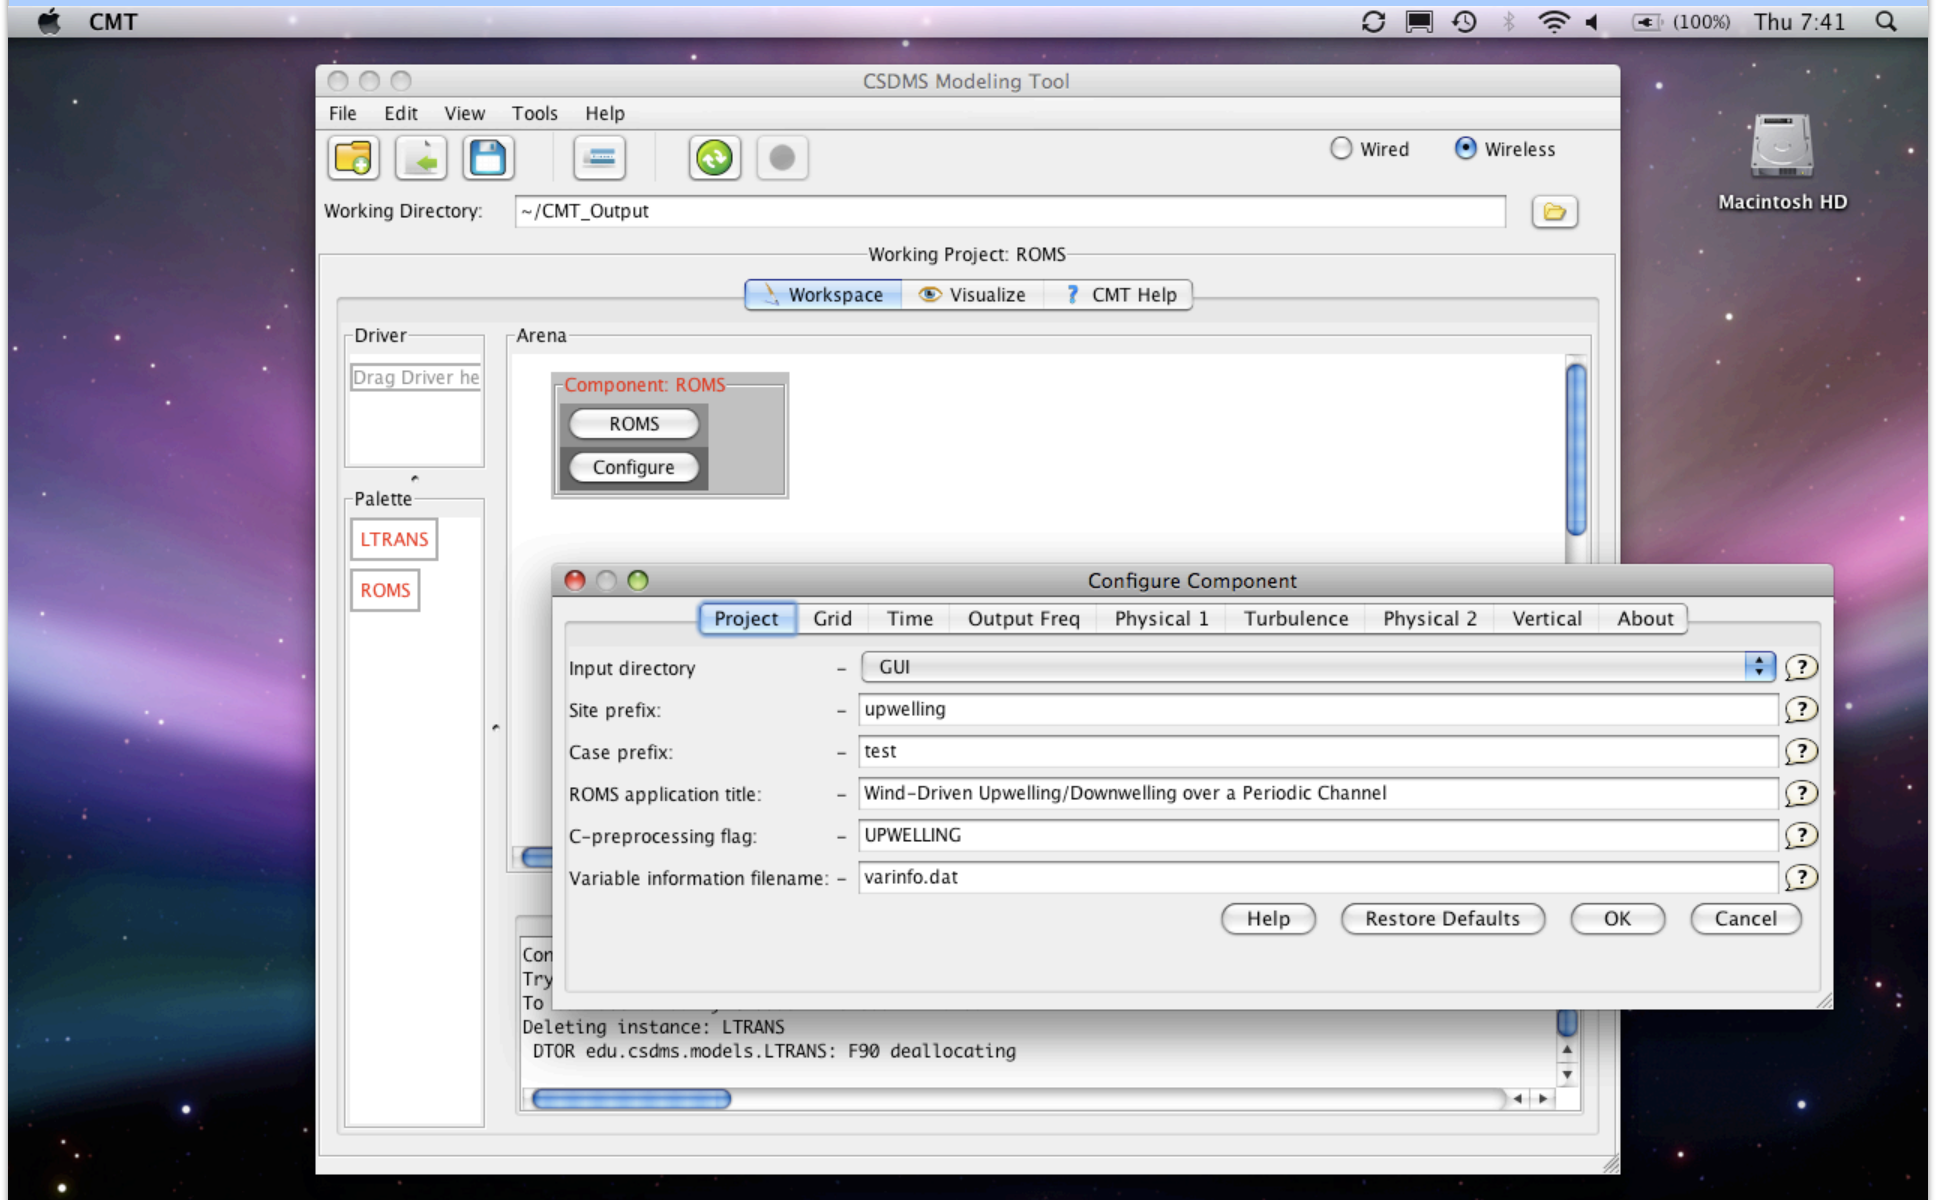 CMT
(100%) Thu 7:41
CSDMS Modeling Tool
File Edit View Tools Help
Wired Wireless
Macintosh HD
Working Directory: ~/CMT_Output
Working Project: ROMS
Workspace Visualize ? CMT Help
Driver
Drag Driver he
Arena
Component: ROMS
ROMS
Configure
Palette
LTRANS
ROMS
Configure Component
Project Grid Time Output Freq Physical 1 Turbulence Physical 2 Vertical About
Input directory – GUI ?
Site prefix: – upwelling ?
Case prefix: – test ?
ROMS application title: – Wind-Driven Upwelling/Downwelling over a Periodic Channel ?
C-preprocessing flag: – UPWELLING ?
Variable information filename: – varinfo.dat ?
Help Restore Defaults OK Cancel
Con
Try
To
Deleting instance: LTRANS
DTOR edu.csdms.models.LTRANS: F90 deallocating